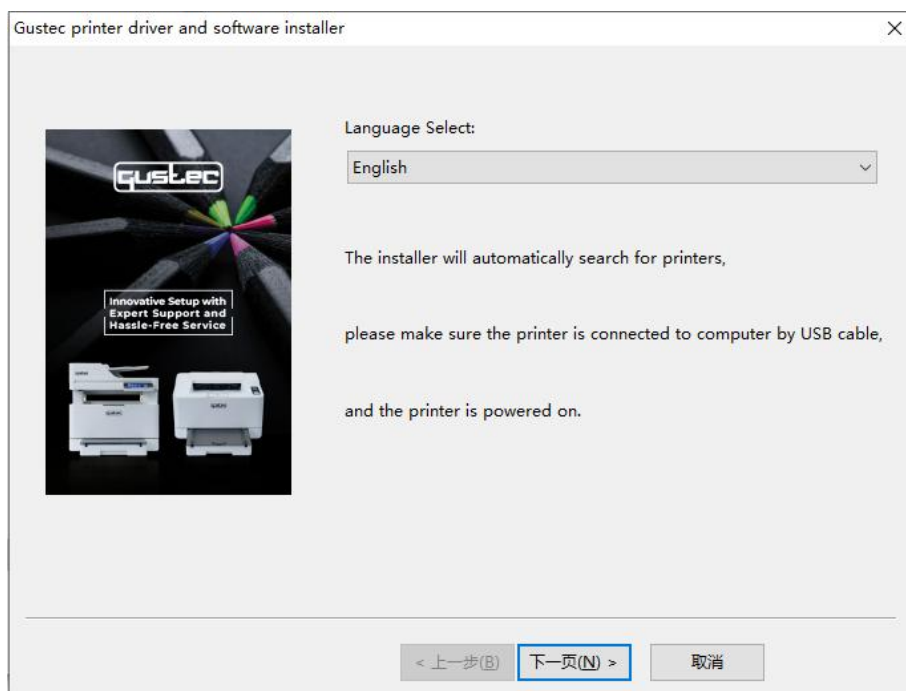 Gustec printer driver and software installer
Language Select:
English
gustec
Innovative Setup with
Expert Support and
Hassle-Free Service
The installer will automatically search for printers,
please make sure the printer is connected to computer by USB cable,
and the printer is powered on.
< 上一步(B)
下一页(N) >
取消